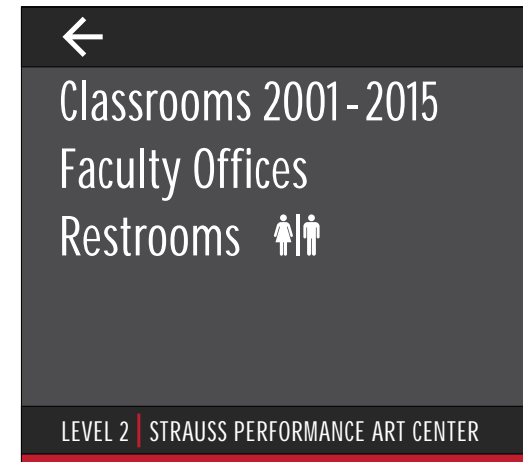 Classrooms 2001-2015
Faculty Offices
Restrooms
LEVEL 2 | STRAUSS PERFORMANCE ART CENTER